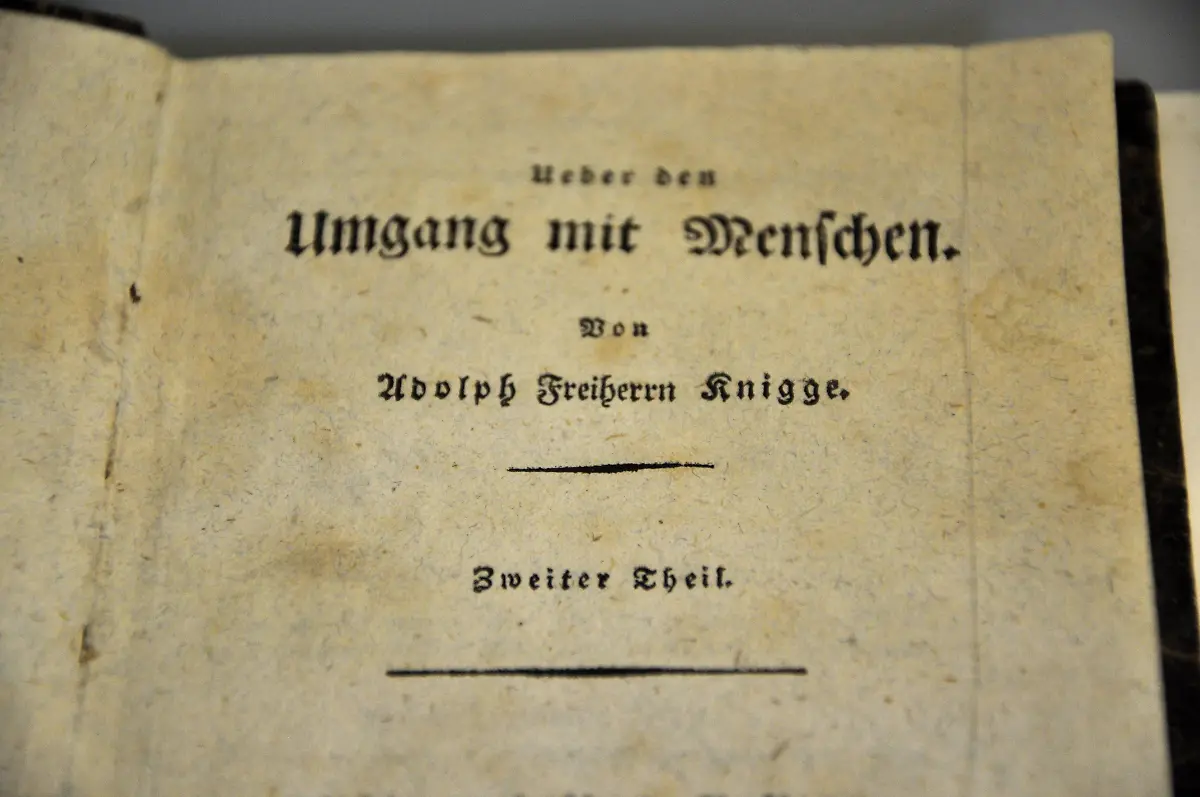 Ueber den
Umgang mit Menſchen.
Von
Adolph Freiherrn Knigge.
Zweiter Theil.